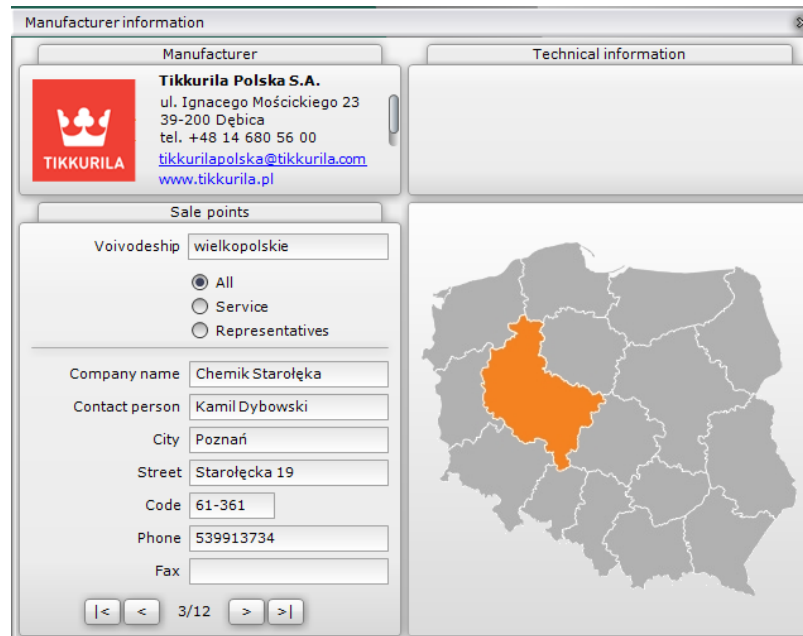 Manufacturer information
Manufacturer
Technical information
TIKKURILA
Tikkurila Polska S.A.
ul. Ignacego Mościckiego 23
39-200 Dębica
tel. +48 14 680 56 00
tikkurilapolska@tikkurila.com
www.tikkurila.pl
Sale points
Voivodeship wielkopolskie
All
Service
Representatives
Company name Chemik Starołęka
Contact person Kamil Dybowski
City Poznań
Street Starołęcka 19
Code 61-361
Phone 539913734
Fax
|< < 3/12 > >|